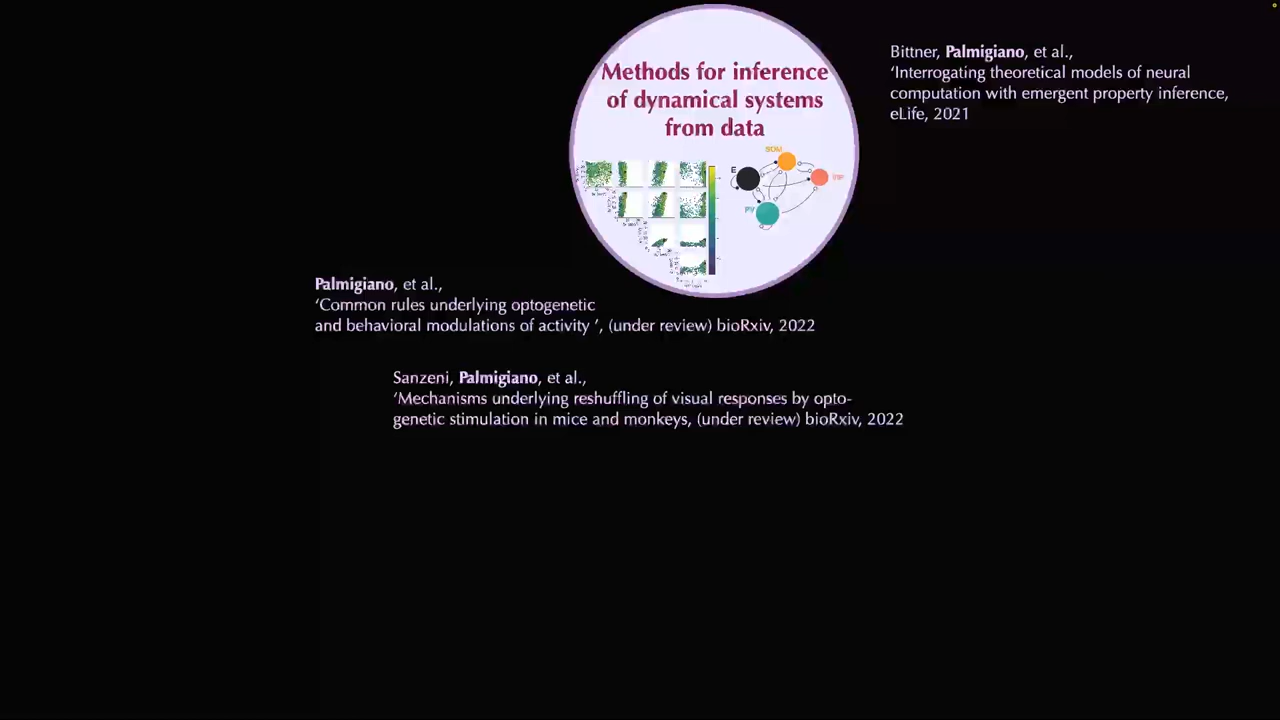 Methods for inference
of dynamical systems
from data
SOM
E
VIP
PV
Bittner, Palmigiano, et al.,
‘Interrogating theoretical models of neural
computation with emergent property inference,
eLife, 2021
Palmigiano, et al.,
‘Common rules underlying optogenetic
and behavioral modulations of activity ’, (under review) bioRxiv, 2022
Sanzeni, Palmigiano, et al.,
‘Mechanisms underlying reshuffling of visual responses by opto-
genetic stimulation in mice and monkeys, (under review) bioRxiv, 2022